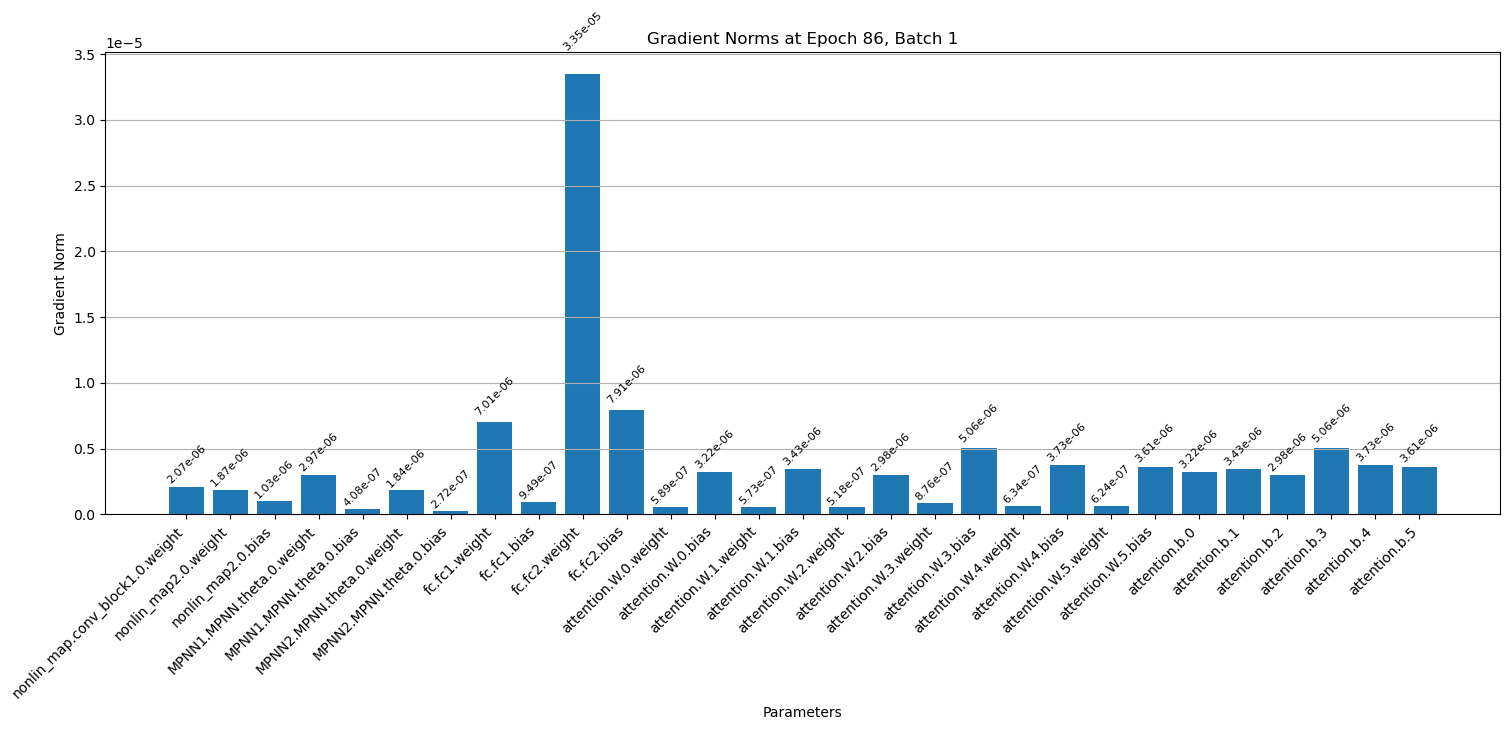 Gradient Norms at Epoch 86, Batch 1
1e−5
3.5
3.0
2.5
2.0
1.5
1.0
0.5
0.0
Gradient Norm
2.07e-06
1.87e-06
1.03e-06
2.97e-06
4.08e-07
1.84e-06
2.72e-07
7.01e-06
9.49e-07
3.35e-05
7.91e-06
5.89e-07
3.22e-06
5.73e-07
3.43e-06
5.18e-07
2.98e-06
8.76e-07
5.06e-06
6.34e-07
3.73e-06
6.24e-07
3.61e-06
3.22e-06
3.43e-06
2.98e-06
5.06e-06
3.73e-06
3.61e-06
nonlin_map.conv_block1.0.weight
nonlin_map2.0.weight
nonlin_map2.0.bias
MPNN1.MPNN.theta.0.weight
MPNN1.MPNN.theta.0.bias
MPNN2.MPNN.theta.0.weight
MPNN2.MPNN.theta.0.bias
fc.fc1.weight
fc.fc1.bias
fc.fc2.weight
fc.fc2.bias
attention.W.0.weight
attention.W.0.bias
attention.W.1.weight
attention.W.1.bias
attention.W.2.weight
attention.W.2.bias
attention.W.3.weight
attention.W.3.bias
attention.W.4.weight
attention.W.4.bias
attention.W.5.weight
attention.W.5.bias
attention.b.0
attention.b.1
attention.b.2
attention.b.3
attention.b.4
attention.b.5
Parameters